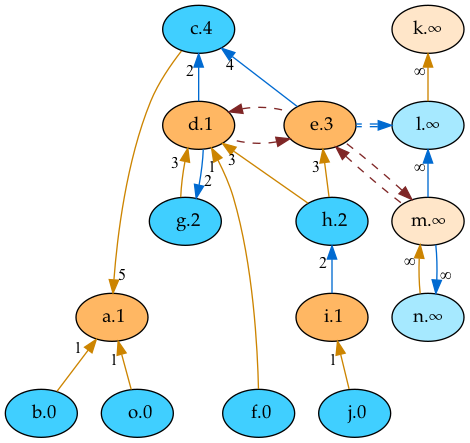 c.4 k.∞
2 4 ∞
d.1 e.3 l.∞
3 2 1 3 3 ∞
g.2 h.2 m.∞
5 2 ∞ ∞
a.1 i.1 n.∞
1 1 1
b.0 o.0 f.0 j.0